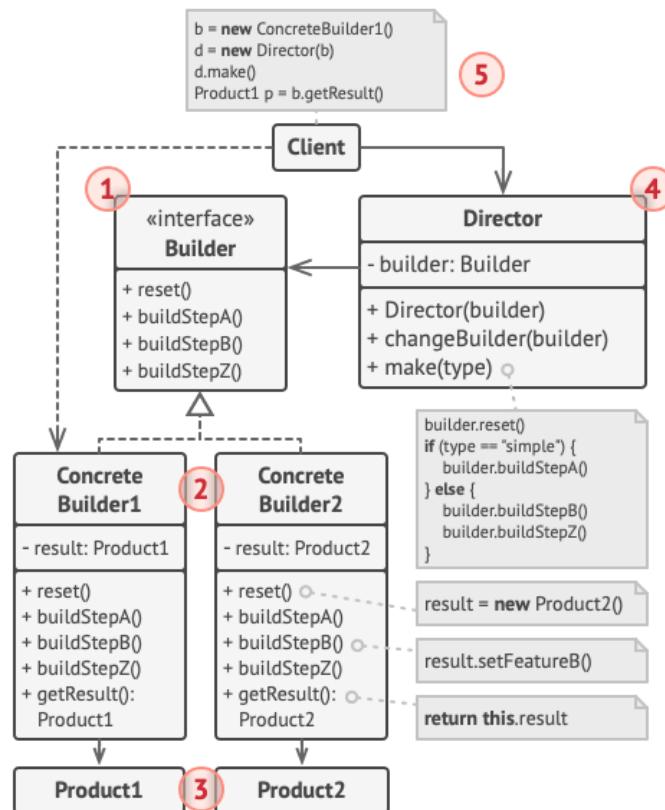 b = new ConcreteBuilder1()
d = new Director(b)
d.make()
Product1 p = b.getResult()
5
Client
1
«interface»
Builder
+ reset()
+ buildStepA()
+ buildStepB()
+ buildStepZ()
4
Director
- builder: Builder
+ Director(builder)
+ changeBuilder(builder)
+ make(type)
builder.reset()
if (type == "simple") {
builder.buildStepA()
} else {
builder.buildStepB()
builder.buildStepZ()
}
Concrete
Builder1
- result: Product1
+ reset()
+ buildStepA()
+ buildStepB()
+ buildStepZ()
+ getResult():
Product1
2
Concrete
Builder2
- result: Product2
+ reset()
+ buildStepA()
+ buildStepB()
+ buildStepZ()
+ getResult():
Product2
result = new Product2()
result.setFeatureB()
return this.result
Product1
3
Product2